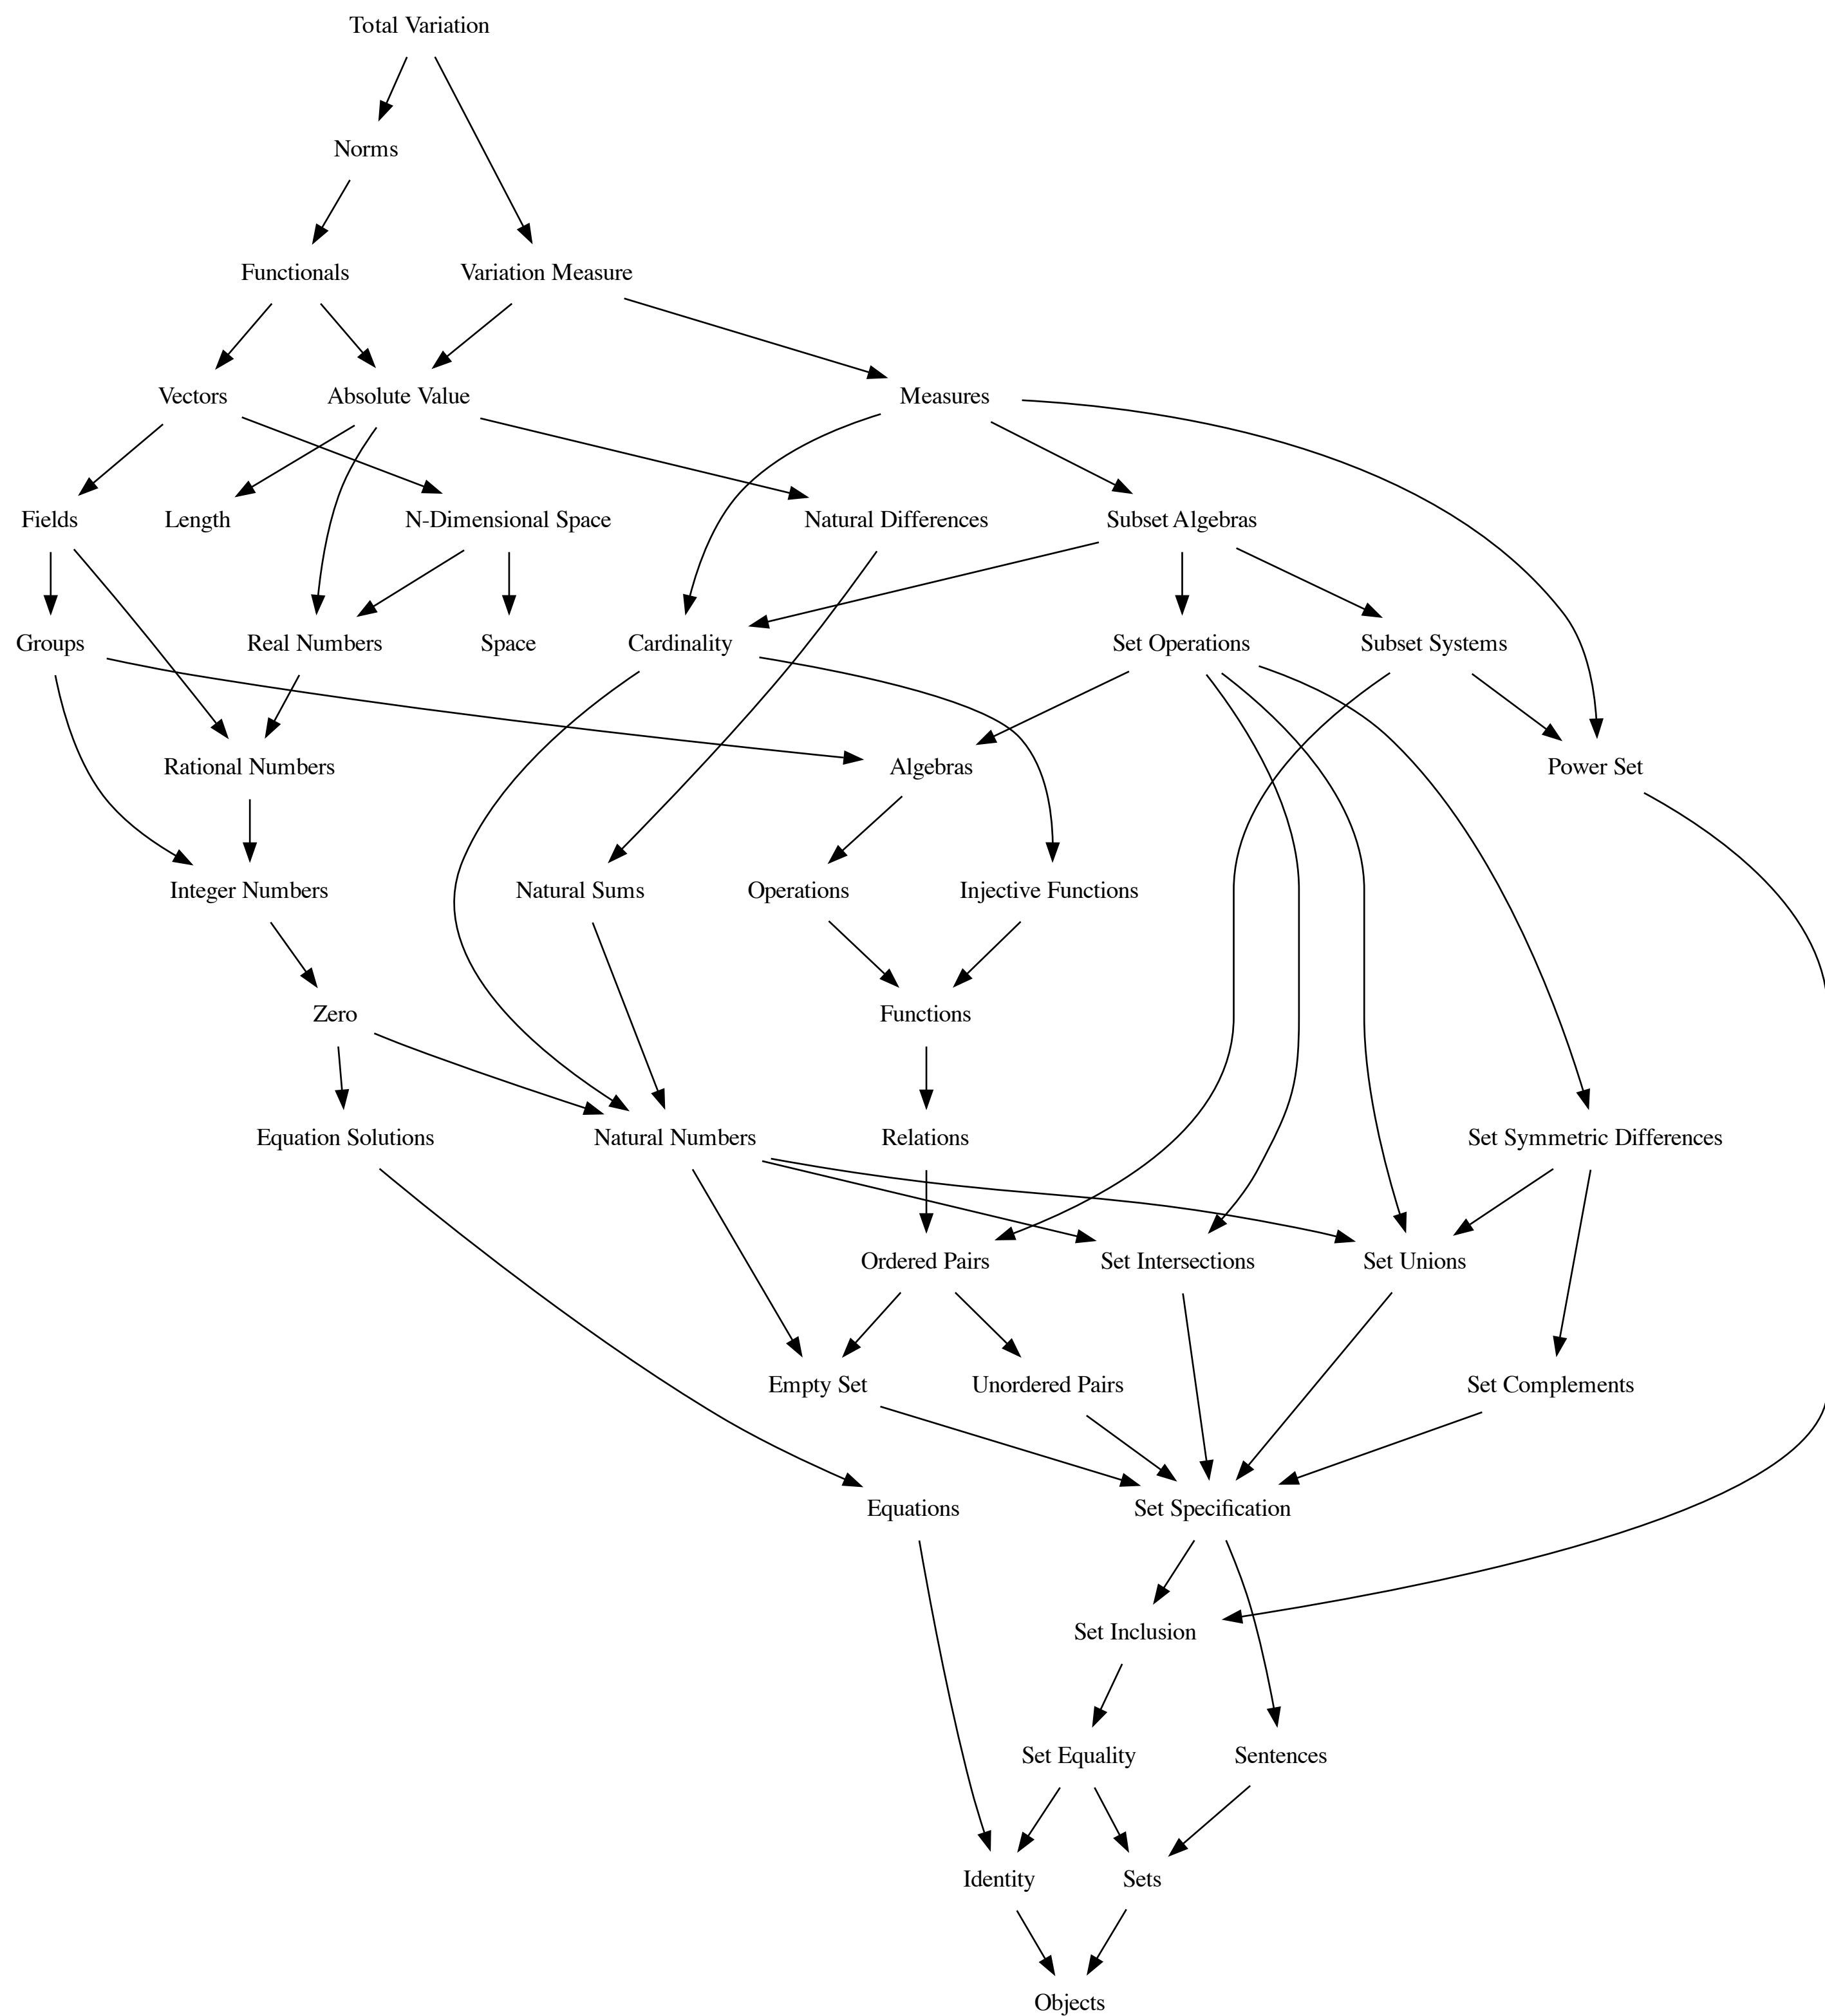 Total Variation
Norms
Functionals
Variation Measure
Vectors
Absolute Value
Measures
Fields
Length
N-Dimensional Space
Natural Differences
Subset Algebras
Groups
Real Numbers
Space
Cardinality
Set Operations
Subset Systems
Rational Numbers
Algebras
Power Set
Integer Numbers
Natural Sums
Operations
Injective Functions
Zero
Functions
Equation Solutions
Natural Numbers
Relations
Set Symmetric Differences
Ordered Pairs
Set Intersections
Set Unions
Empty Set
Unordered Pairs
Set Complements
Equations
Set Specification
Set Inclusion
Set Equality
Sentences
Identity
Sets
Objects